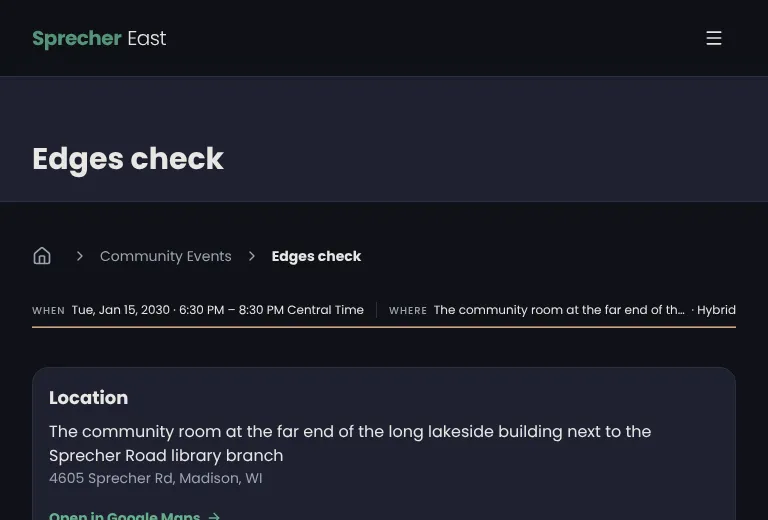 Sprecher East
Edges check
Community Events
Edges check
WHEN Tue, Jan 15, 2030 · 6:30 PM – 8:30 PM Central Time
WHERE The community room at the far end of th… · Hybrid
Location
The community room at the far end of the long lakeside building next to the
Sprecher Road library branch
4605 Sprecher Rd, Madison, WI
Open in Google Maps →